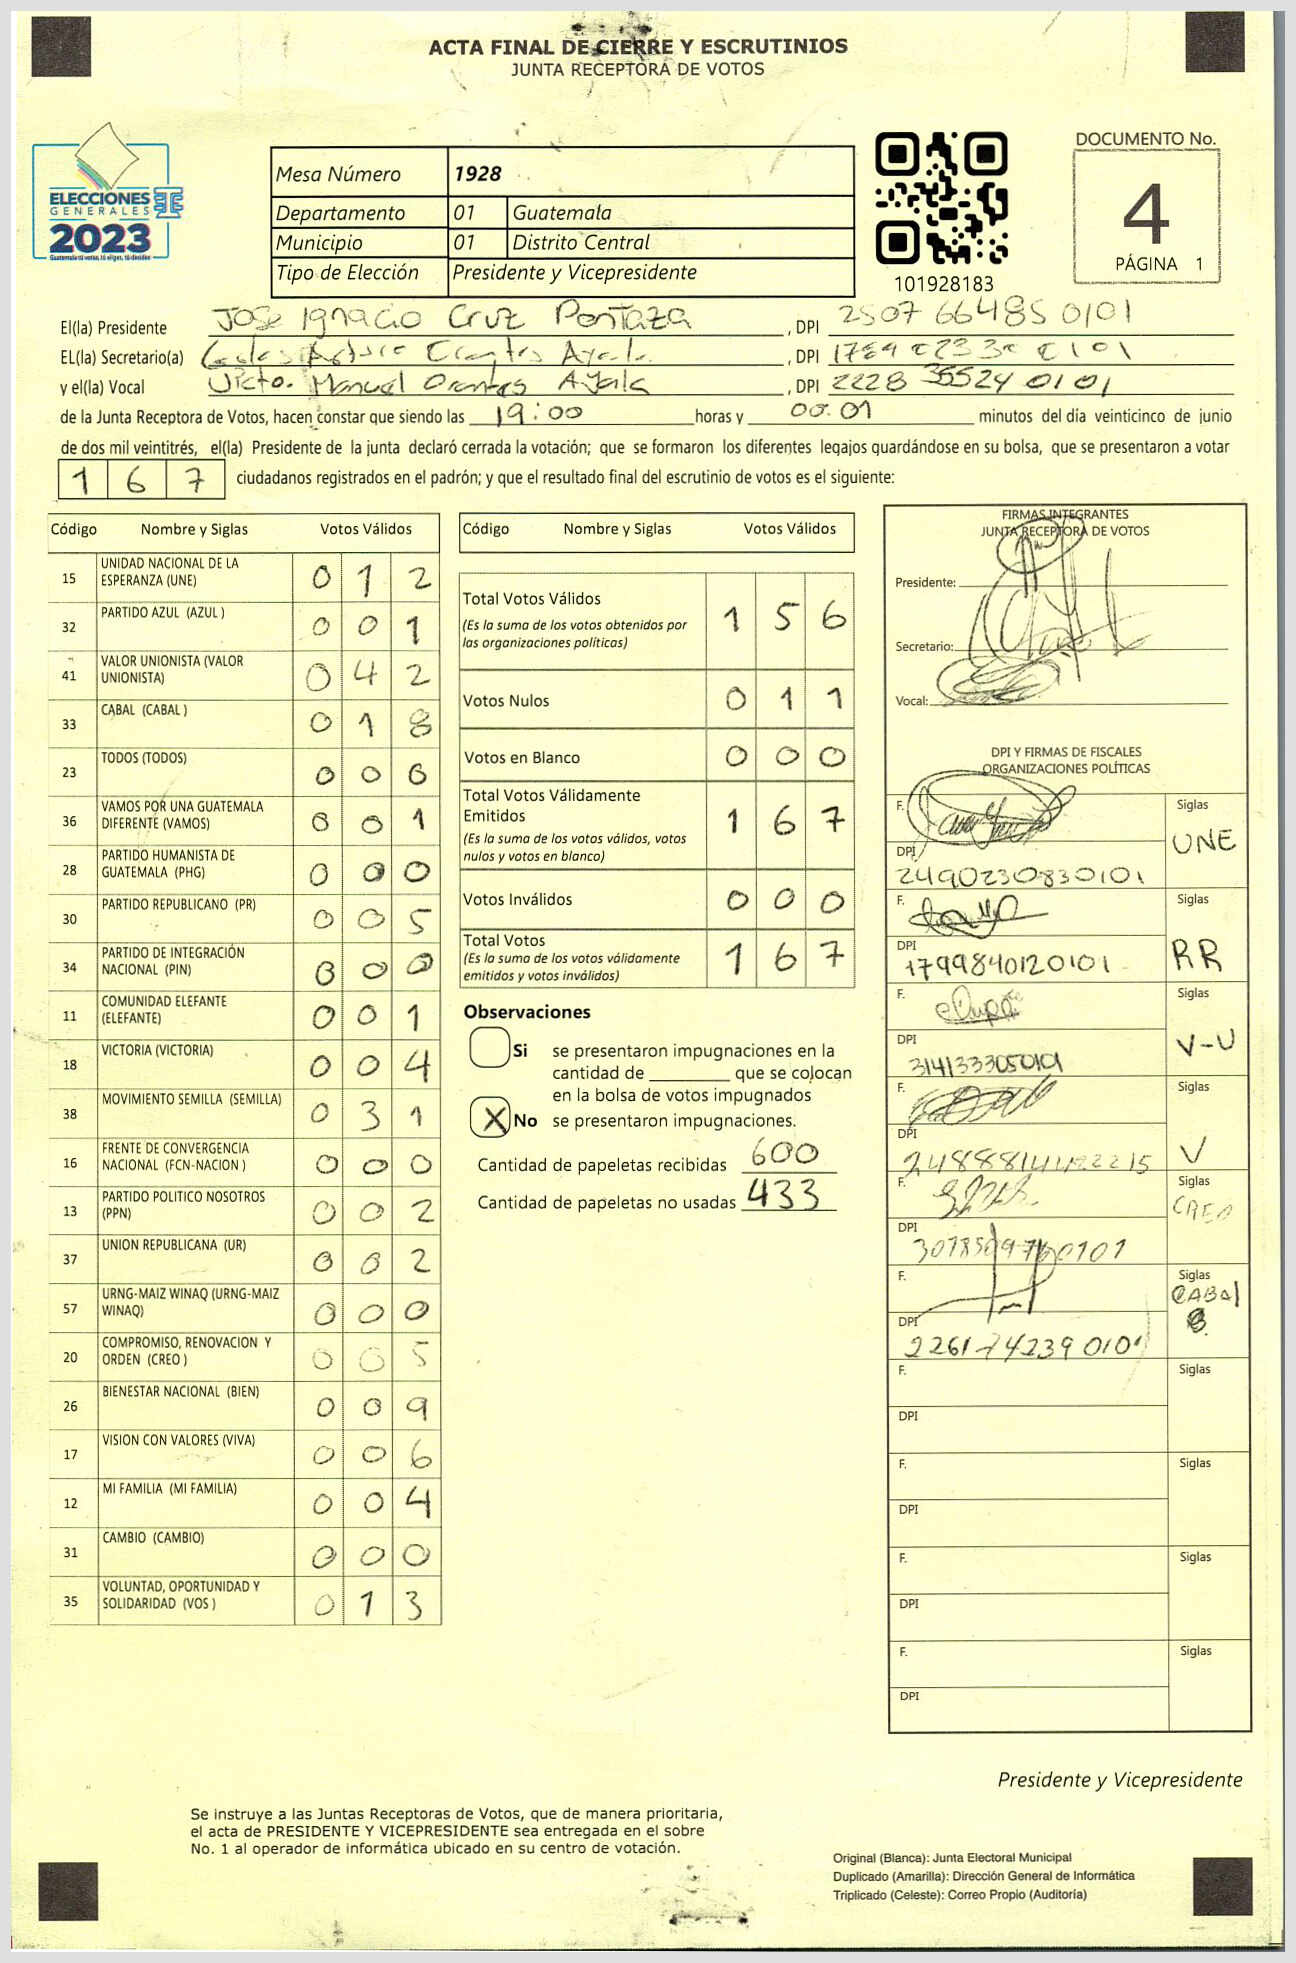 ACTA FINAL DE CIERRE Y ESCRUTINIOS
JUNTA RECEPTORA DE VOTOS
ELECCIONES
GENERALES
2023
Guatemala tú votas, tú eliges, tú decides
Mesa Número 1928
Departamento 01 Guatemala
Municipio 01 Distrito Central
Tipo de Elección Presidente y Vicepresidente
101928183
DOCUMENTO No.
4
PÁGINA 1
El(la) Presidente Jose Ignacio Cruz Pontaza , DPI 2507 66485 0101
EL(la) Secretario(a) Arturo Ayala , DPI
y el(la) Vocal Victo. Manuel Orantes Ayala , DPI 2228 35524 0101
de la Junta Receptora de Votos, hacen constar que siendo las 19:00 horas y 00:01 minutos del día veinticinco de junio
de dos mil veintitrés, el(la) Presidente de la junta declaró cerrada la votación; que se formaron los diferentes legajos guardándose en su bolsa, que se presentaron a votar
1 6 7 ciudadanos registrados en el padrón; y que el resultado final del escrutinio de votos es el siguiente:
Código Nombre y Siglas Votos Válidos
15 UNIDAD NACIONAL DE LA
ESPERANZA (UNE) 0 1 2
32 PARTIDO AZUL (AZUL ) 0 0 1
41 VALOR UNIONISTA (VALOR
UNIONISTA) 0 4 2
33 CABAL (CABAL ) 0 1 8
23 TODOS (TODOS) 0 0 6
36 VAMOS POR UNA GUATEMALA
DIFERENTE (VAMOS) 0 0 1
28 PARTIDO HUMANISTA DE
GUATEMALA (PHG) 0 0 0
30 PARTIDO REPUBLICANO (PR) 0 0 5
34 PARTIDO DE INTEGRACIÓN
NACIONAL (PIN) 0 0 0
11 COMUNIDAD ELEFANTE
(ELEFANTE) 0 0 1
18 VICTORIA (VICTORIA) 0 0 4
38 MOVIMIENTO SEMILLA (SEMILLA) 0 3 1
16 FRENTE DE CONVERGENCIA
NACIONAL (FCN-NACION ) 0 0 0
13 PARTIDO POLITICO NOSOTROS
(PPN) 0 0 2
37 UNION REPUBLICANA (UR) 0 0 2
57 URNG-MAIZ WINAQ (URNG-MAIZ
WINAQ) 0 0 0
20 COMPROMISO, RENOVACION Y
ORDEN (CREO ) 0 0 5
26 BIENESTAR NACIONAL (BIEN) 0 0 9
17 VISION CON VALORES (VIVA) 0 0 6
12 MI FAMILIA (MI FAMILIA) 0 0 4
31 CAMBIO (CAMBIO) 0 0 0
35 VOLUNTAD, OPORTUNIDAD Y
SOLIDARIDAD (VOS ) 0 1 3
Código Nombre y Siglas Votos Válidos
Total Votos Válidos 1 5 6
(Es la suma de los votos obtenidos por
las organizaciones políticas)
Votos Nulos 0 1 1
Votos en Blanco 0 0 0
Total Votos Válidamente
Emitidos 1 6 7
(Es la suma de los votos válidos, votos
nulos y votos en blanco)
Votos Inválidos 0 0 0
Total Votos 1 6 7
(Es la suma de los votos válidamente
emitidos y votos inválidos)
Observaciones
Si se presentaron impugnaciones en la
cantidad de ________ que se colocan
en la bolsa de votos impugnados
X No se presentaron impugnaciones.
Cantidad de papeletas recibidas 600
Cantidad de papeletas no usadas 433
FIRMAS INTEGRANTES
JUNTA RECEPTORA DE VOTOS
Presidente:
Secretario:
Vocal:
DPI Y FIRMAS DE FISCALES
ORGANIZACIONES POLÍTICAS
F. Siglas
UNE
DPI
2490230830101
F. Siglas
RR
DPI
1799840120101
F. Siglas
V-U
DPI
F. Siglas
V
DPI
F. Siglas
CREO
DPI
F. Siglas
CABAl
DPI
2261742390101
F. Siglas
DPI
F. Siglas
DPI
F. Siglas
DPI
F. Siglas
DPI
Presidente y Vicepresidente
Se instruye a las Juntas Receptoras de Votos, que de manera prioritaria,
el acta de PRESIDENTE Y VICEPRESIDENTE sea entregada en el sobre
No. 1 al operador de informática ubicado en su centro de votación.
Original (Blanca): Junta Electoral Municipal
Duplicado (Amarilla): Dirección General de Informática
Triplicado (Celeste): Correo Propio (Auditoría)